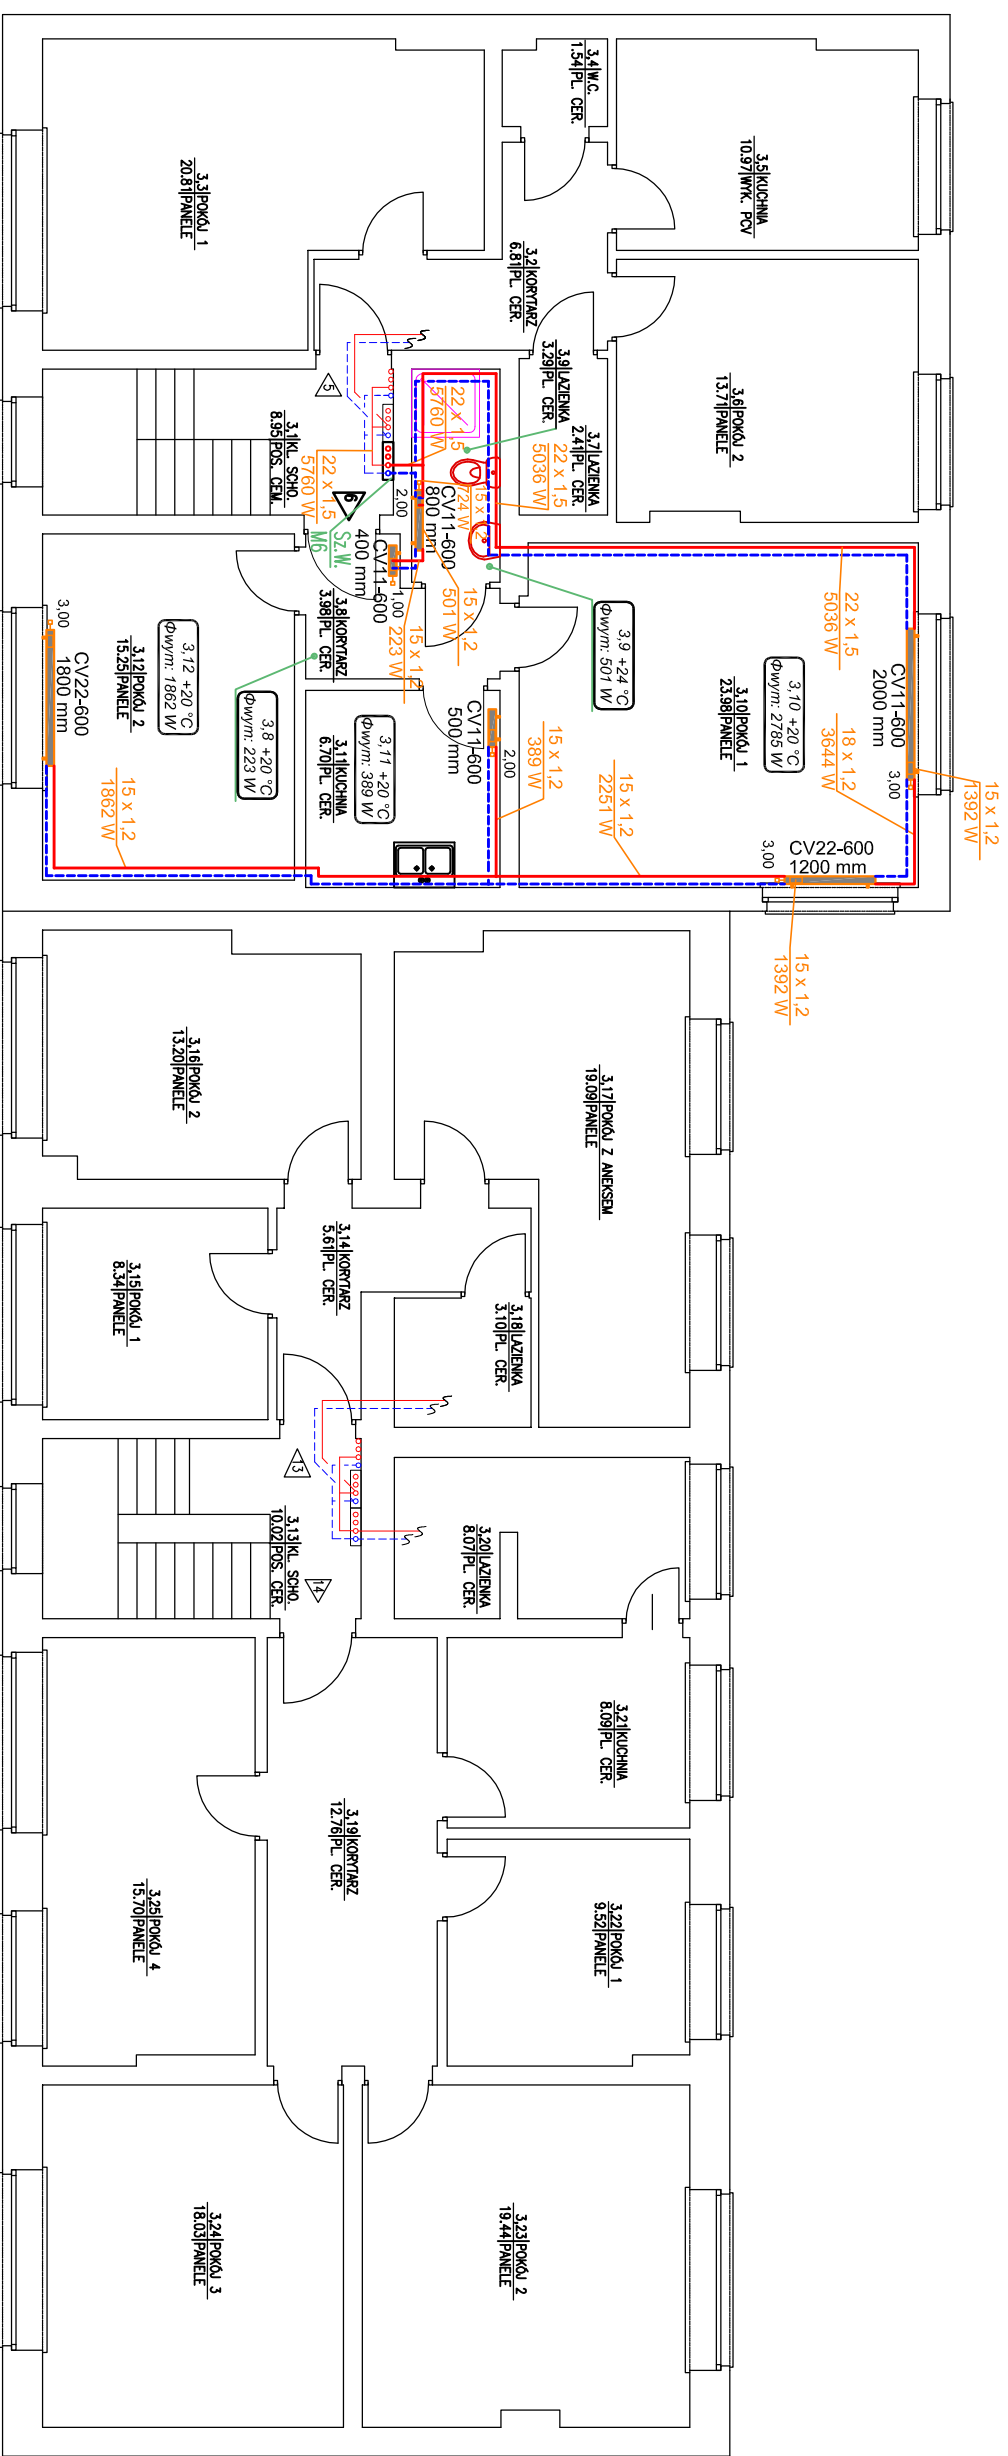 3,4|W.C.
1.54|PL. CER.
3,5|KUCHNIA
10.97|WYK. PCV
3,3|POKÓJ 1
20.81|PANELE
3,2|KORYTARZ
6.81|PL. CER.
3,6|POKÓJ 2
13.71|PANELE
3,7|LAZIENKA
2.41|PL. CER.
3,9|LAZIENKA
3.29|PL. CER.
3,1|KL. SCHO.
8.95|POS. CEM.
5
6
22 x 1,5
5760 W
22 x 1,5
5036 W
15 x 1,2
724 W
22 x 1,5
5760 W
Sz.W.
M6
CV11-600
800 mm
2,00
CV11-600
400 mm
1,00
15 x 1,2
501 W
15 x 1,2
223 W
3,8|KORYTARZ
3.98|PL. CER.
3,9 +24 °C
Φwym: 501 W
22 x 1,5
5036 W
CV11-600
2000 mm
3,00
18 x 1,2
3644 W
15 x 1,2
1392 W
3,10 +20 °C
Φwym: 2785 W
3,10|POKÓJ 1
23.98|PANELE
CV22-600
1200 mm
3,00
15 x 1,2
1392 W
15 x 1,2
2251 W
15 x 1,2
389 W
CV11-600
500 mm
2,00
3,11 +20 °C
Φwym: 389 W
3,11|KUCHNIA
6.70|PL. CER.
3,8 +20 °C
Φwym: 223 W
3,12 +20 °C
Φwym: 1862 W
3,12|POKÓJ 2
15.25|PANELE
3,00
CV22-600
1800 mm
15 x 1,2
1862 W
3,17|POKÓJ Z ANEKSEM
19.09|PANELE
3,16|POKÓJ 2
13.20|PANELE
3,14|KORYTARZ
5.61|PL. CER.
3,15|POKÓJ 1
8.34|PANELE
3,18|LAZIENKA
3.10|PL. CER.
13
3,13|KL. SCHO.
10.02|POS. CER.
14
3,20|LAZIENKA
8.07|PL. CER.
3,21|KUCHNIA
8.09|PL. CER.
3,19|KORYTARZ
12.76|PL. CER.
3,22|POKÓJ 1
9.52|PANELE
3,25|POKÓJ 4
15.70|PANELE
3,23|POKÓJ 2
19.44|PANELE
3,24|POKÓJ 3
18.03|PANELE